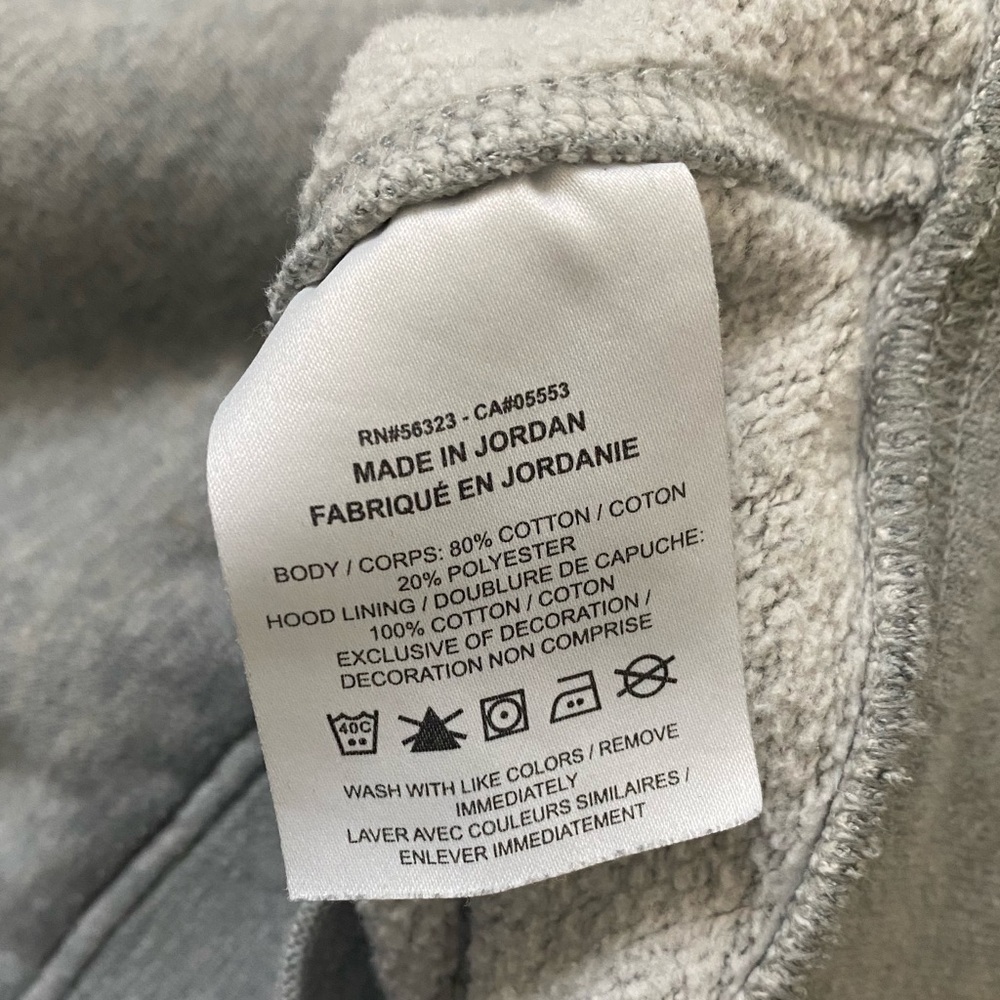 RN#56323 - CA#05553
MADE IN JORDAN
FABRIQUÉ EN JORDANIE
BODY / CORPS: 80% COTTON / COTON
20% POLYESTER
HOOD LINING / DOUBLURE DE CAPUCHE:
100% COTTON / COTON
EXCLUSIVE OF DECORATION /
DECORATION NON COMPRISE
40C
WASH WITH LIKE COLORS / REMOVE
IMMEDIATELY
LAVER AVEC COULEURS SIMILAIRES /
ENLEVER IMMEDIATEMENT